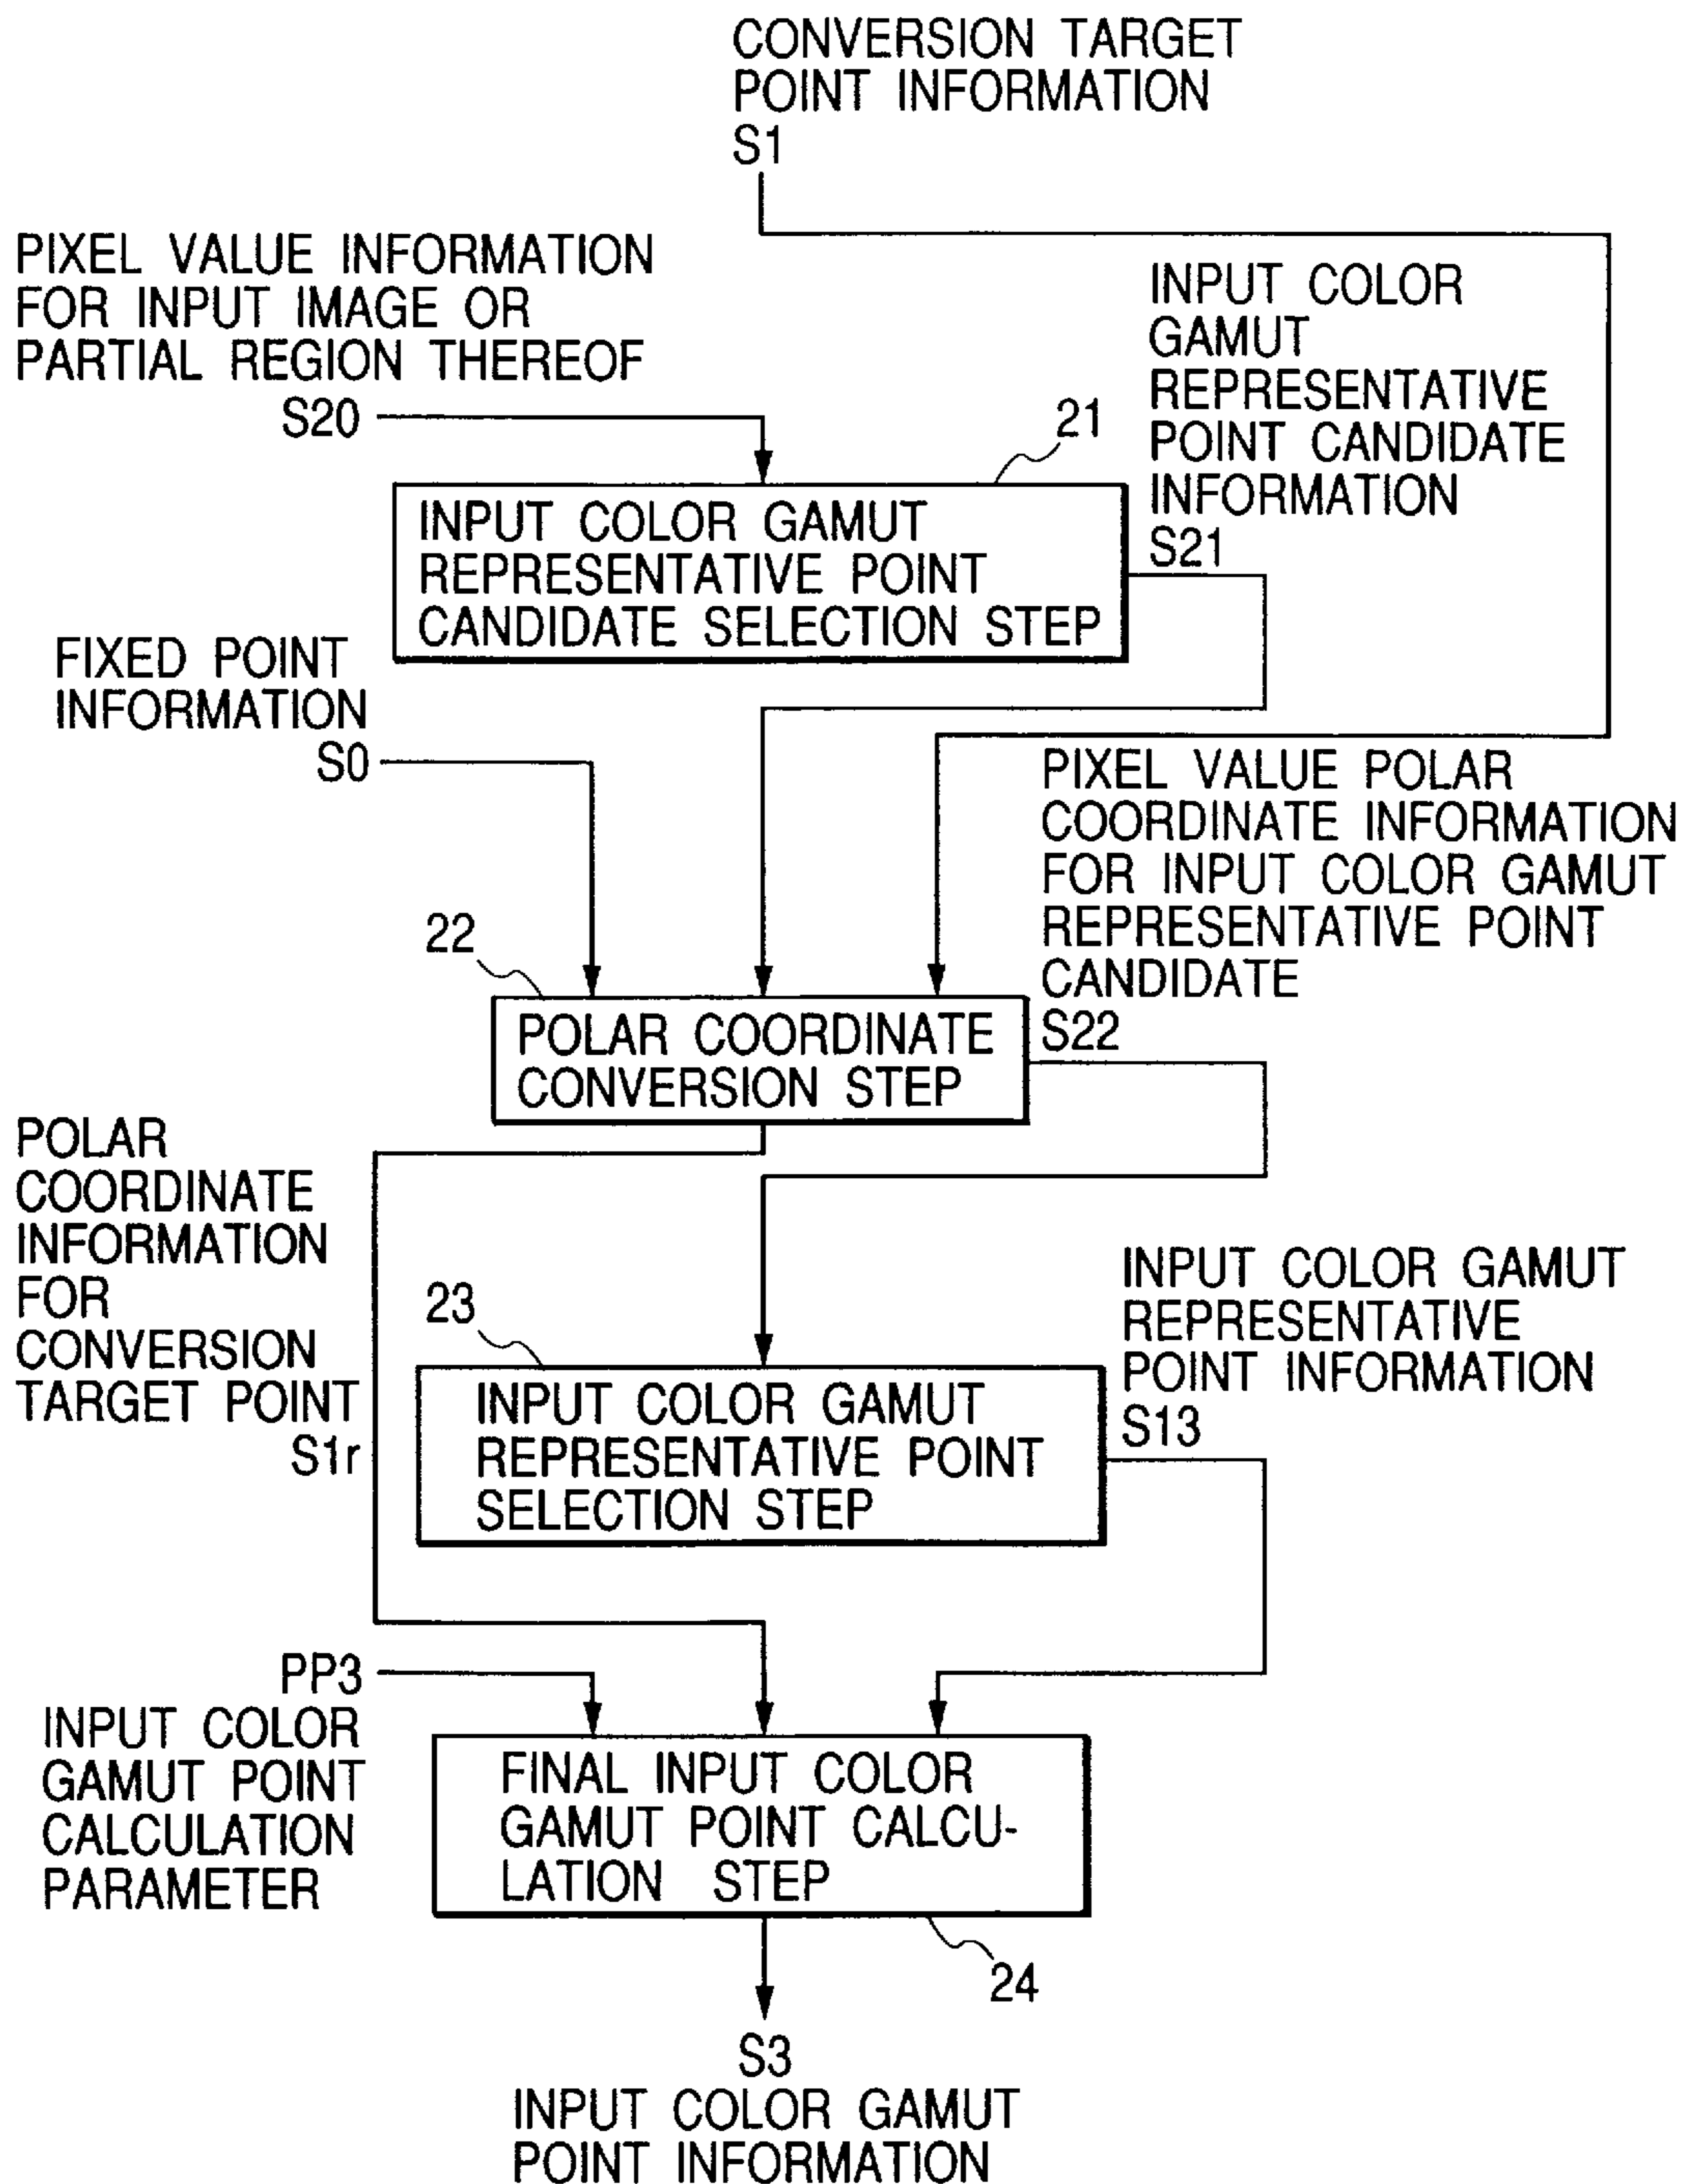 CONVERSION TARGET
POINT INFORMATION
S1
PIXEL VALUE INFORMATION
FOR INPUT IMAGE OR
PARTIAL REGION THEREOF
S20
INPUT COLOR
GAMUT
REPRESENTATIVE
POINT CANDIDATE
INFORMATION
S21
21
INPUT COLOR GAMUT
REPRESENTATIVE POINT
CANDIDATE SELECTION STEP
FIXED POINT
INFORMATION
S0
PIXEL VALUE POLAR
COORDINATE INFORMATION
FOR INPUT COLOR GAMUT
REPRESENTATIVE POINT
CANDIDATE
S22
22
POLAR COORDINATE
CONVERSION STEP
POLAR
COORDINATE
INFORMATION
FOR
CONVERSION
TARGET POINT
S1r
23
INPUT COLOR GAMUT
REPRESENTATIVE
POINT INFORMATION
S13
INPUT COLOR GAMUT
REPRESENTATIVE POINT
SELECTION STEP
PP3
INPUT COLOR
GAMUT POINT
CALCULATION
PARAMETER
FINAL INPUT COLOR
GAMUT POINT CALCU-
LATION STEP
24
S3
INPUT COLOR GAMUT
POINT INFORMATION